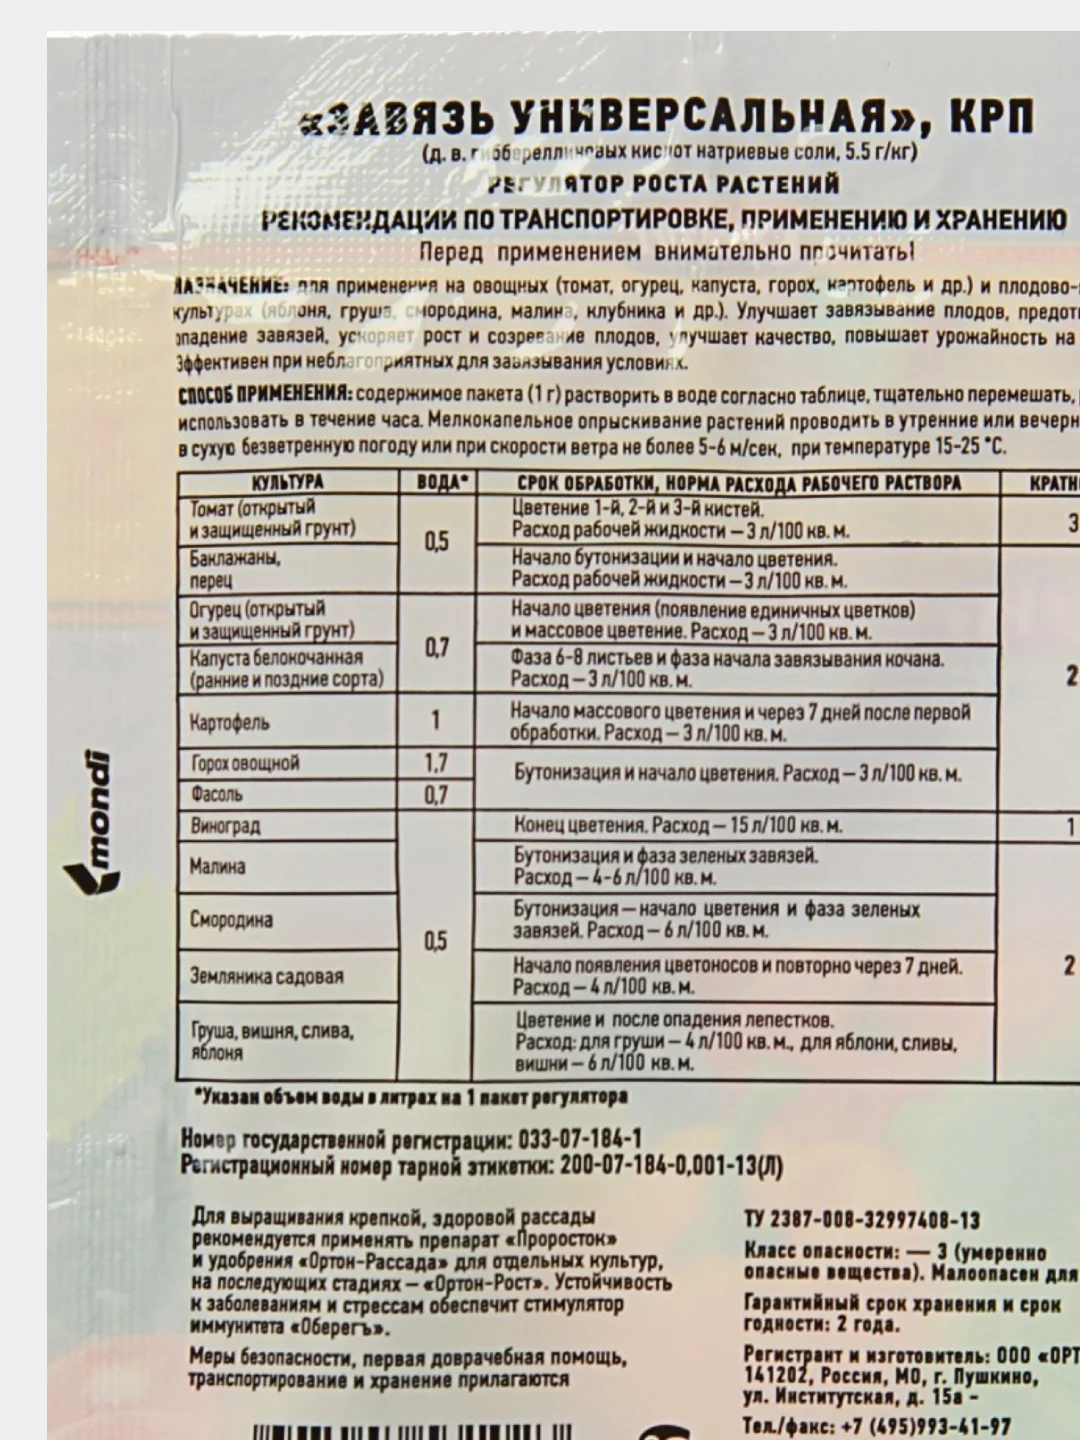 «ЗАВЯЗЬ УНИВЕРСАЛЬНАЯ», КРП
(д. в. гиббереллиновых кислот натриевые соли, 5.5 г/кг)
РЕГУЛЯТОР РОСТА РАСТЕНИЙ
РЕКОМЕНДАЦИИ ПО ТРАНСПОРТИРОВКЕ, ПРИМЕНЕНИЮ И ХРАНЕНИЮ
Перед применением внимательно прочитать!
НАЗНАЧЕНИЕ: для применения на овощных (томат, огурец, капуста, горох, картофель и др.) и плодово-
культурах (яблоня, груша, смородина, малина, клубника и др.). Улучшает завязывание плодов,
опадение завязей, ускоряет рост и созревание плодов, улучшает качество, повышает урожайность на
Эффективен при неблагоприятных для завязывания условиях.
СПОСОБ ПРИМЕНЕНИЯ: содержимое пакета (1 г) растворить в воде согласно таблице, тщательно перемешать,
использовать в течение часа. Мелкокапельное опрыскивание растений проводить в утренние или
в сухую безветренную погоду или при скорости ветра не более 5-6 м/сек, при температуре 15-25 °С.
КУЛЬТУРА ВОДА* СРОК ОБРАБОТКИ, НОРМА РАСХОДА РАБОЧЕГО РАСТВОРА КРАТН
Томат (открытый
и защищенный грунт)
0,5
Цветение 1-й, 2-й и 3-й кистей.
Расход рабочей жидкости – 3 л/100 кв. м.
3
Баклажаны,
перец
Начало бутонизации и начало цветения.
Расход рабочей жидкости – 3 л/100 кв. м.
2
Огурец (открытый
и защищенный грунт)
0,7
Начало цветения (появление единичных цветков)
и массовое цветение. Расход – 3 л/100 кв. м.
Капуста белокочанная
(ранние и поздние сорта)
Фаза 6-8 листьев и фаза начала завязывания кочана.
Расход – 3 л/100 кв. м.
Картофель
1
Начало массового цветения и через 7 дней после первой
обработки. Расход – 3 л/100 кв. м.
Горох овощной 1,7
Бутонизация и начало цветения. Расход – 3 л/100 кв. м.
Фасоль 0,7
Виноград
0,5
Конец цветения. Расход – 15 л/100 кв. м.
1
Малина
Бутонизация и фаза зеленых завязей.
Расход – 4-6 л/100 кв. м.
2
Смородина
Бутонизация – начало цветения и фаза зеленых
завязей. Расход – 6 л/100 кв. м.
Земляника садовая
Начало появления цветоносов и повторно через 7 дней.
Расход – 4 л/100 кв. м.
Груша, вишня, слива,
яблоня
Цветение и после опадения лепестков.
Расход: для груши – 4 л/100 кв. м., для яблони, сливы,
вишни – 6 л/100 кв. м.
*Указан объем воды в литрах на 1 пакет регулятора
Номер государственной регистрации: 033-07-184-1
Регистрационный номер тарной этикетки: 200-07-184-0,001-13(Л)
Для выращивания крепкой, здоровой рассады
рекомендуется применять препарат «Проросток»
и удобрения «Ортон-Рассада» для отдельных культур,
на последующих стадиях – «Ортон-Рост». Устойчивость
к заболеваниям и стрессам обеспечит стимулятор
иммунитета «Оберегъ».
Меры безопасности, первая доврачебная помощь,
транспортирование и хранение прилагаются
ТУ 2387-008-32997408-13
Класс опасности: — 3 (умеренно
опасные вещества). Малоопасен для
Гарантийный срок хранения и срок
годности: 2 года.
Регистрант и изготовитель: ООО «ОРТ
141202, Россия, МО, г. Пушкино,
ул. Институтская, д. 15а -
Тел./факс: +7 (495)993-41-97
mondi